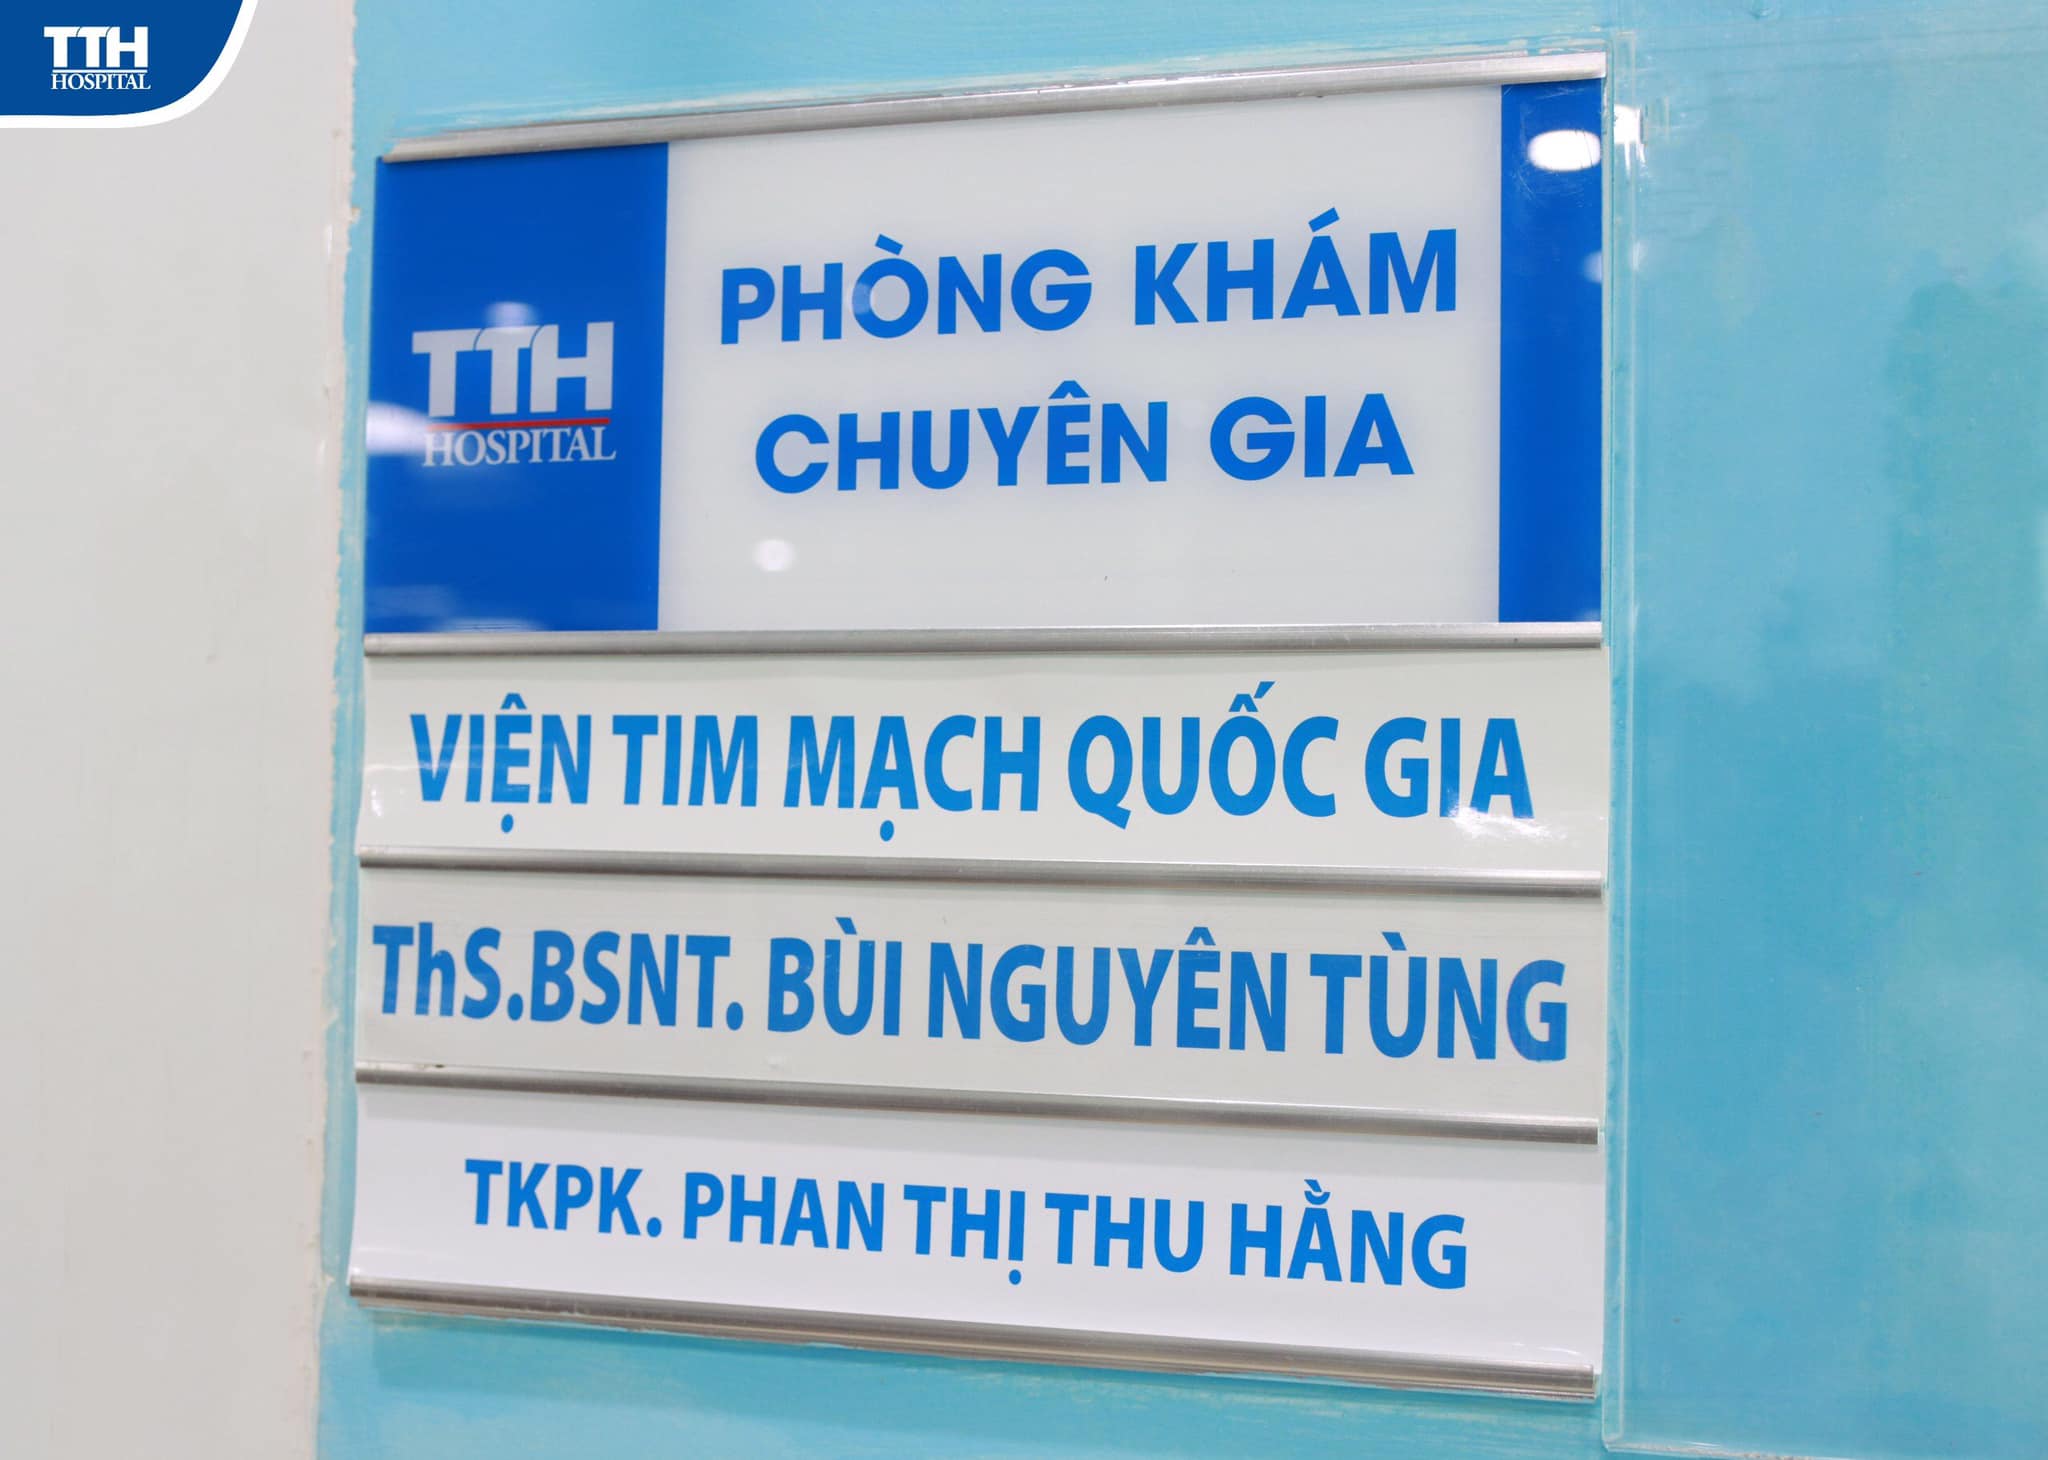 TTH
HOSPITAL
TTH
HOSPITAL
PHÒNG KHÁM
CHUYÊN GIA
VIỆN TIM MẠCH QUỐC GIA
ThS.BSNT. BÙI NGUYÊN TÙNG
TKPK. PHAN THỊ THU HẰNG